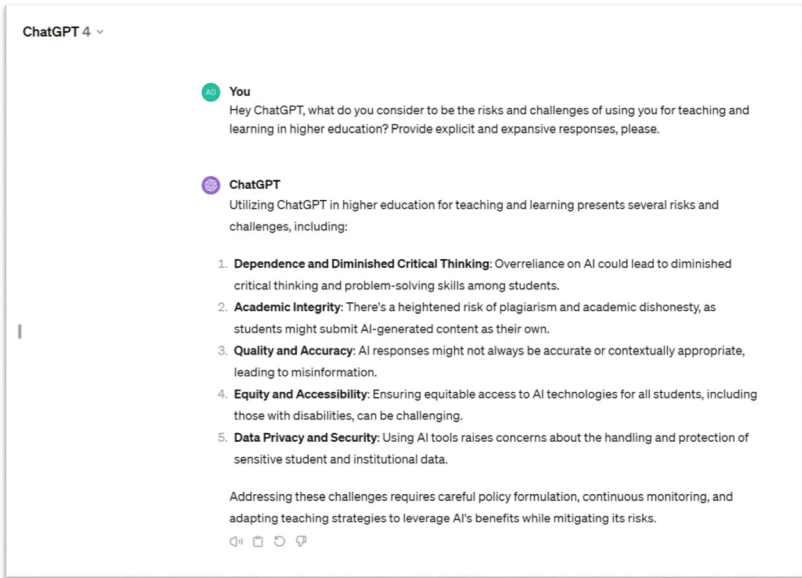 ChatGPT 4
AD
You
Hey ChatGPT, what do you consider to be the risks and challenges of using you for teaching and
learning in higher education? Provide explicit and expansive responses, please.
ChatGPT
Utilizing ChatGPT in higher education for teaching and learning presents several risks and
challenges, including:
1. Dependence and Diminished Critical Thinking: Overreliance on AI could lead to diminished
critical thinking and problem-solving skills among students.
2. Academic Integrity: There's a heightened risk of plagiarism and academic dishonesty, as
students might submit AI-generated content as their own.
3. Quality and Accuracy: AI responses might not always be accurate or contextually appropriate,
leading to misinformation.
4. Equity and Accessibility: Ensuring equitable access to AI technologies for all students, including
those with disabilities, can be challenging.
5. Data Privacy and Security: Using AI tools raises concerns about the handling and protection of
sensitive student and institutional data.
Addressing these challenges requires careful policy formulation, continuous monitoring, and
adapting teaching strategies to leverage AI's benefits while mitigating its risks.